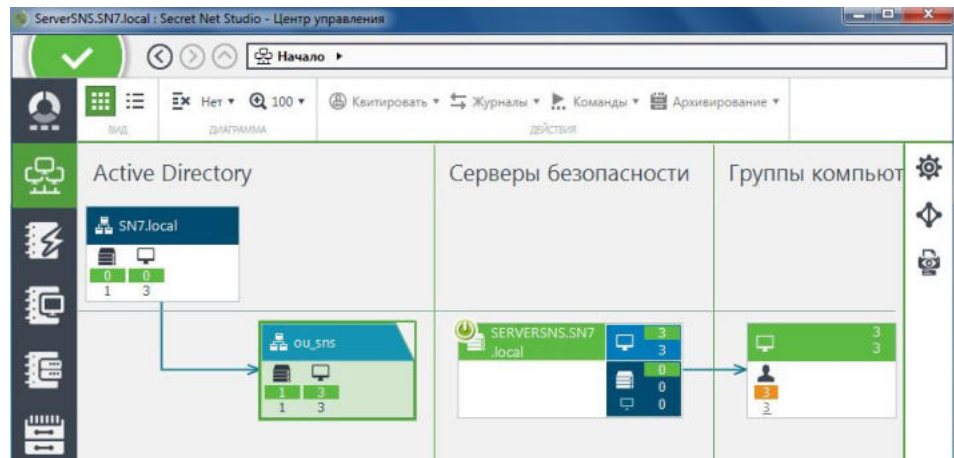 ServerSNS.SN7.local : Secret Net Studio - Центр управления
Начало
Нет 100 Квитировать Журналы Команды Архивирование
ВИД ДИАГРАММА ДЕЙСТВИЯ
Active Directory Серверы безопасности Группы компьют
SN7.local
0 0
1 3
ou_sns
1 3
1 3
SERVERSNS.SN7
.local
3
3
0
0
0
3
3
3
3